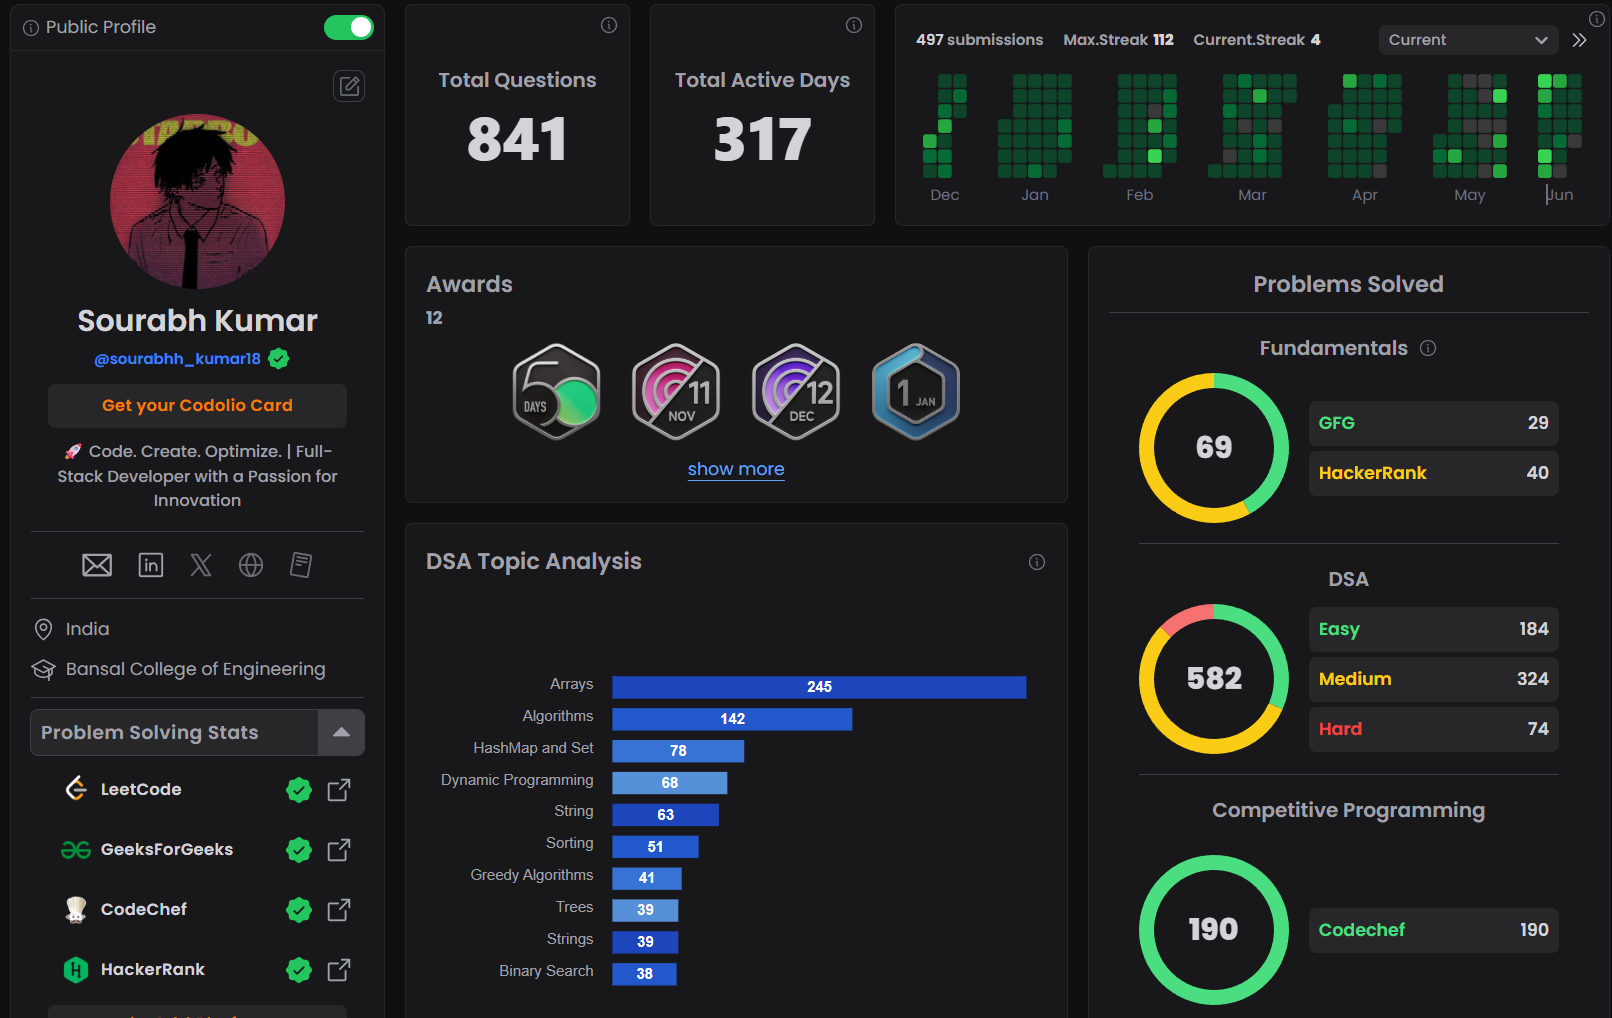 Public Profile
Sourabh Kumar
@sourabhh_kumar18
Get your Codolio Card
🚀 Code. Create. Optimize. | Full-
Stack Developer with a Passion for
Innovation
India
Bansal College of Engineering
Problem Solving Stats
LeetCode
GeeksForGeeks
CodeChef
HackerRank
Total Questions
841
Total Active Days
317
497 submissions Max.Streak 112 Current.Streak 4 Current
Dec Jan Feb Mar Apr May Jun
Awards
12
50 DAYS
11 NOV
12 DEC
1 JAN
show more
DSA Topic Analysis
Arrays 245
Algorithms 142
HashMap and Set 78
Dynamic Programming 68
String 63
Sorting 51
Greedy Algorithms 41
Trees 39
Strings 39
Binary Search 38
Problems Solved
Fundamentals
69
GFG 29
HackerRank 40
DSA
582
Easy 184
Medium 324
Hard 74
Competitive Programming
190
Codechef 190